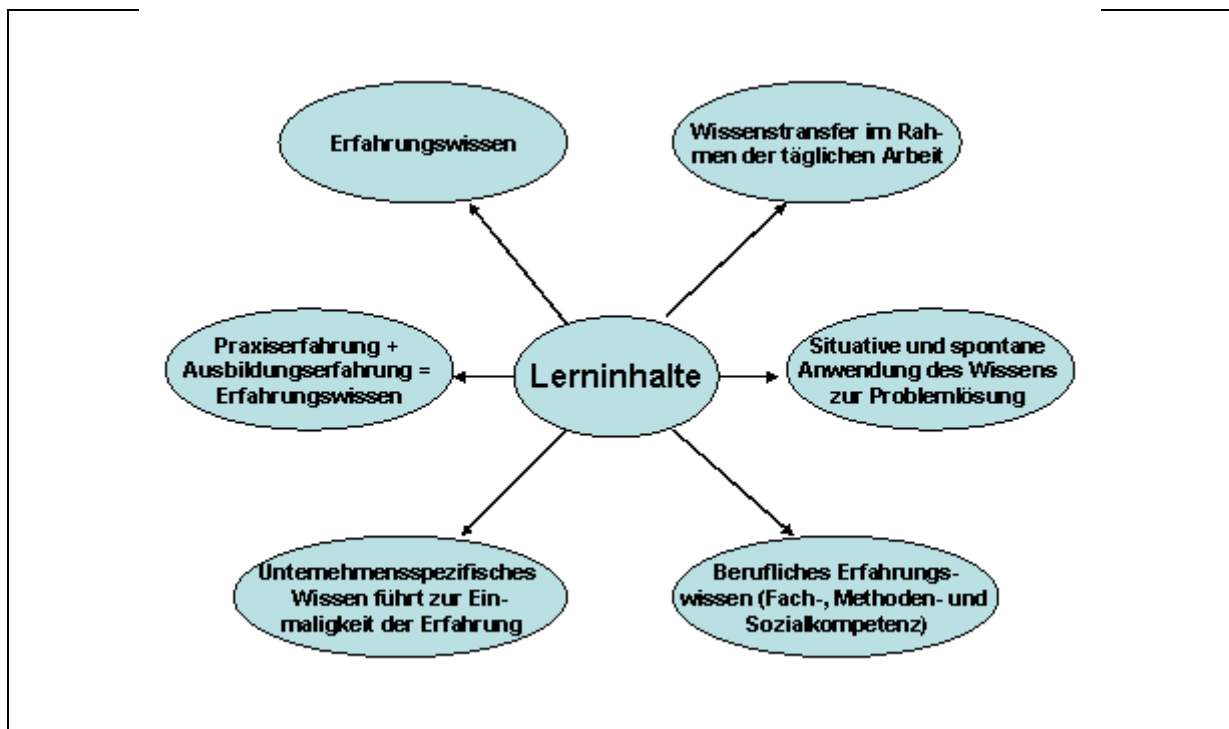 Erfahrungswissen
Wissenstransfer im Rah-
men der täglichen Arbeit
Praxiserfahrung +
Ausbildungserfahrung =
Erfahrungswissen
Lerninhalte
Situative und spontane
Anwendung des Wissens
zur Problemlösung
Unternehmensspezifisches
Wissen führt zur Ein-
maligkeit der Erfahrung
Berufliches Erfahrungs-
wissen (Fach-, Methoden- und
Sozialkompetenz)